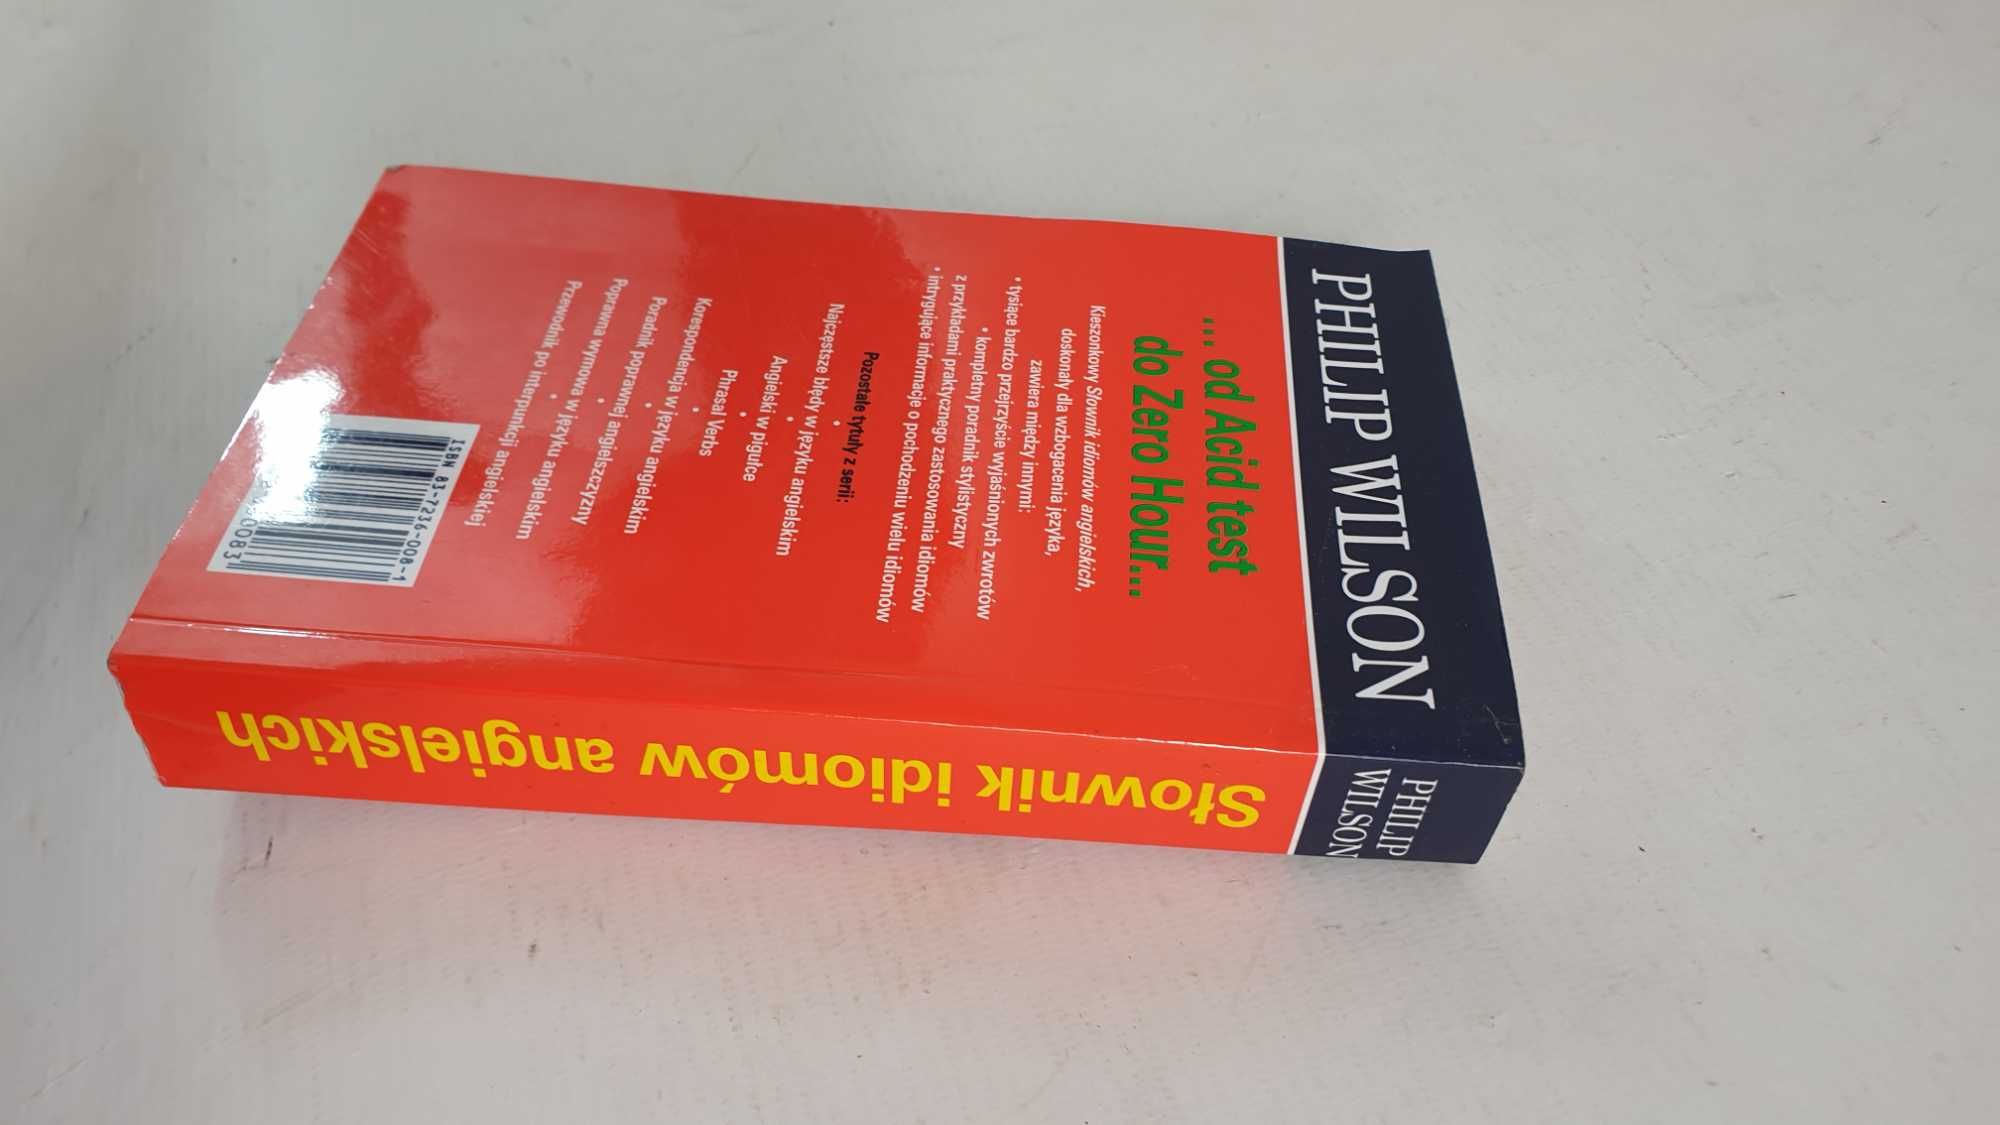 PHILIP WILSON
... od Acid test
do Zero Hour...
Kieszonkowy Słownik idiomów angielskich,
doskonały dla wzbogacenia języka,
zawiera między innymi:
• tysiące bardzo przejrzyście wyjaśnionych zwrotów
• kompletny poradnik stylistyczny
z przykładami praktycznego zastosowania idiomów
• intrygujące informacje o pochodzeniu wielu idiomów
Pozostałe tytuły z serii:
•
Najczęstsze błędy w języku angielskim
•
Angielski w pigułce
•
Phrasal Verbs
•
Korespondencja w języku angielskim
•
Poradnik poprawnej angielszczyzny
•
Poprawna wymowa w języku angielskim
•
Przewodnik po interpunkcji angielskiej
ISBN 83-7236-008-1
PHILIP
WILSON
Słownik idiomów angielskich